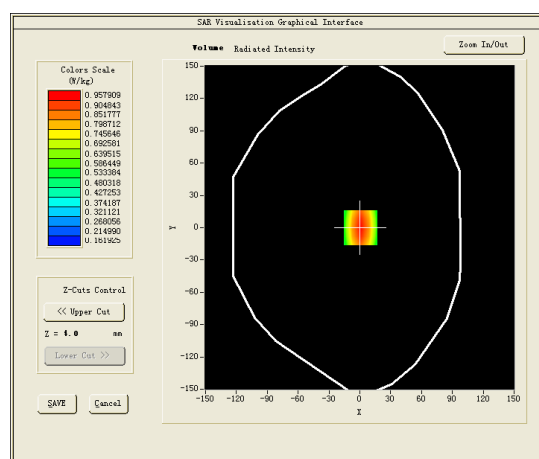 SAR Visualisation Graphical Interface
Volume Radiated Intensity
Zoom In/Out
Colors Scale
(W/kg)
0.957909
0.904843
0.851777
0.798712
0.745646
0.692581
0.639515
0.586449
0.533384
0.480318
0.427253
0.374187
0.321121
0.268056
0.214990
0.161925
Z-Cuts Control
<< Upper Cut
Z = 4.0 mm
Lower Cut >>
SAVE Cancel
150
120
90
60
30
0
-30
-60
-90
-120
-150
Y
-150 -120 -90 -60 -30 0 30 60 90 120 150
X